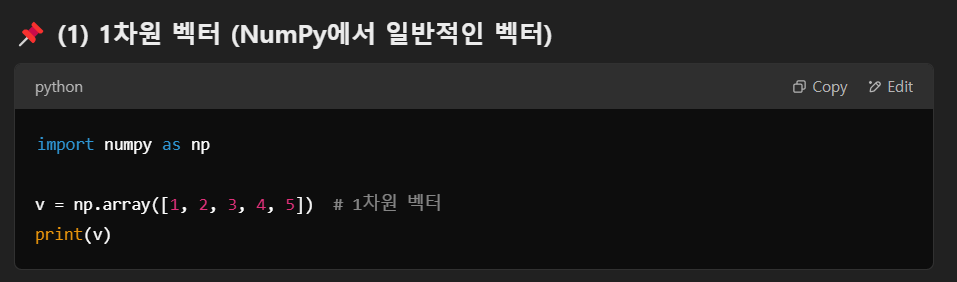 📌 (1) 1차원 벡터 (NumPy에서 일반적인 벡터)
python Copy Edit
import numpy as np
v = np.array([1, 2, 3, 4, 5])  # 1차원 벡터
print(v)